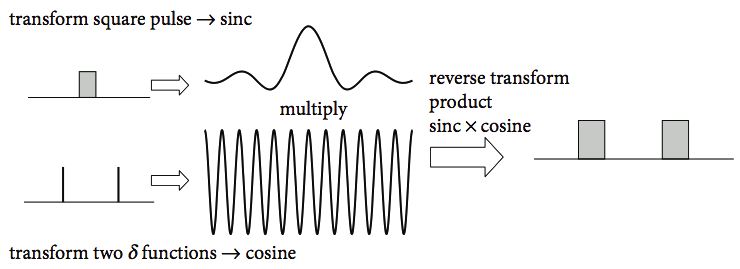 transform square pulse → sinc
multiply
reverse transform
product
sinc × cosine
transform two δ functions → cosine